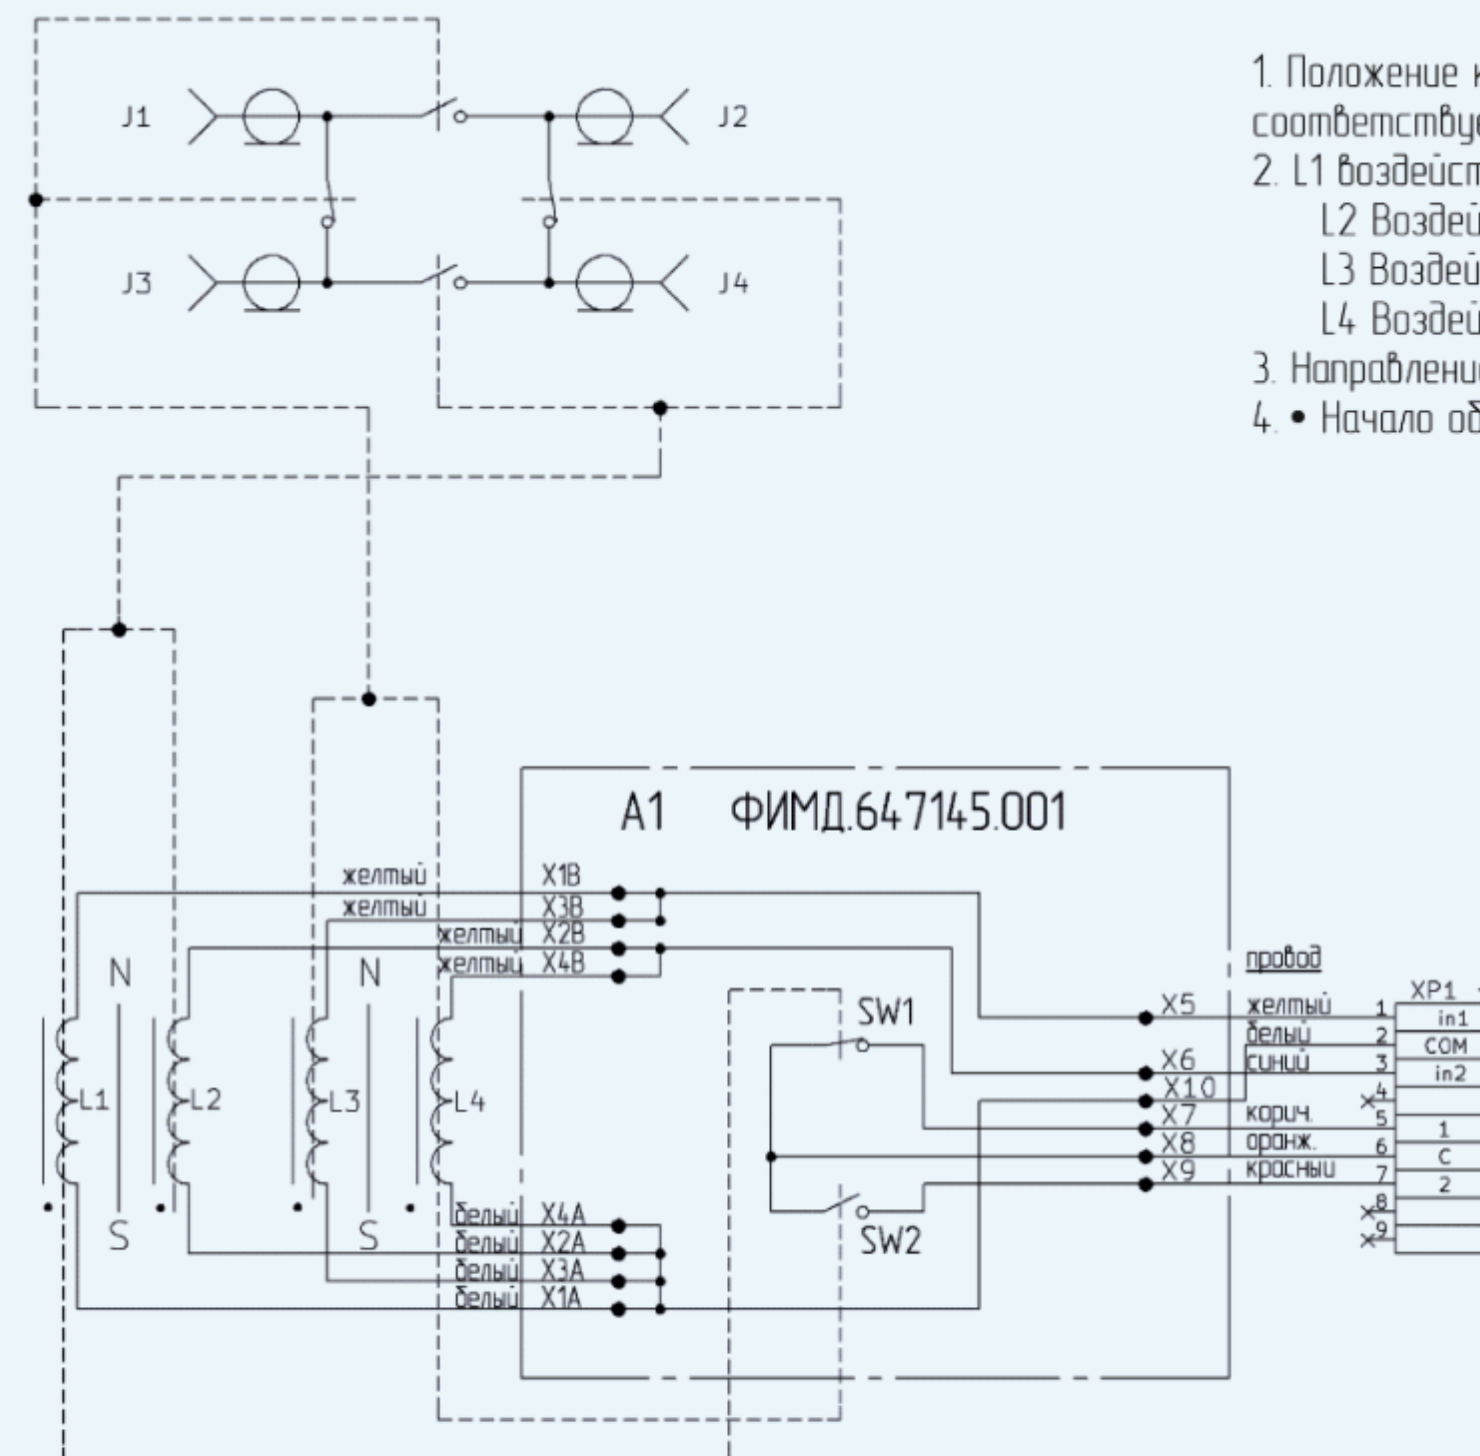 J1
J2
J3
J4
1. Положение
соответствуе
2. L1 воздейст
L2 Воздей
L3 Воздей
L4 Воздей
3. Направлени
4. • Начало об
A1 ФИМД.647145.001
желтый X1B
желтый X3B
желтый X2B
желтый X4B
N
N
провод
SW1
X5 желтый 1
XP1
in1
белый 2
COM
X6 синий 3
in2
X10
4
X7 корич. 5
1
X8 оранж. 6
C
X9 красный 7
2
8
9
L1
L2
L3
L4
S
S
белый X4A
белый X2A
белый X3A
белый X1A
SW2